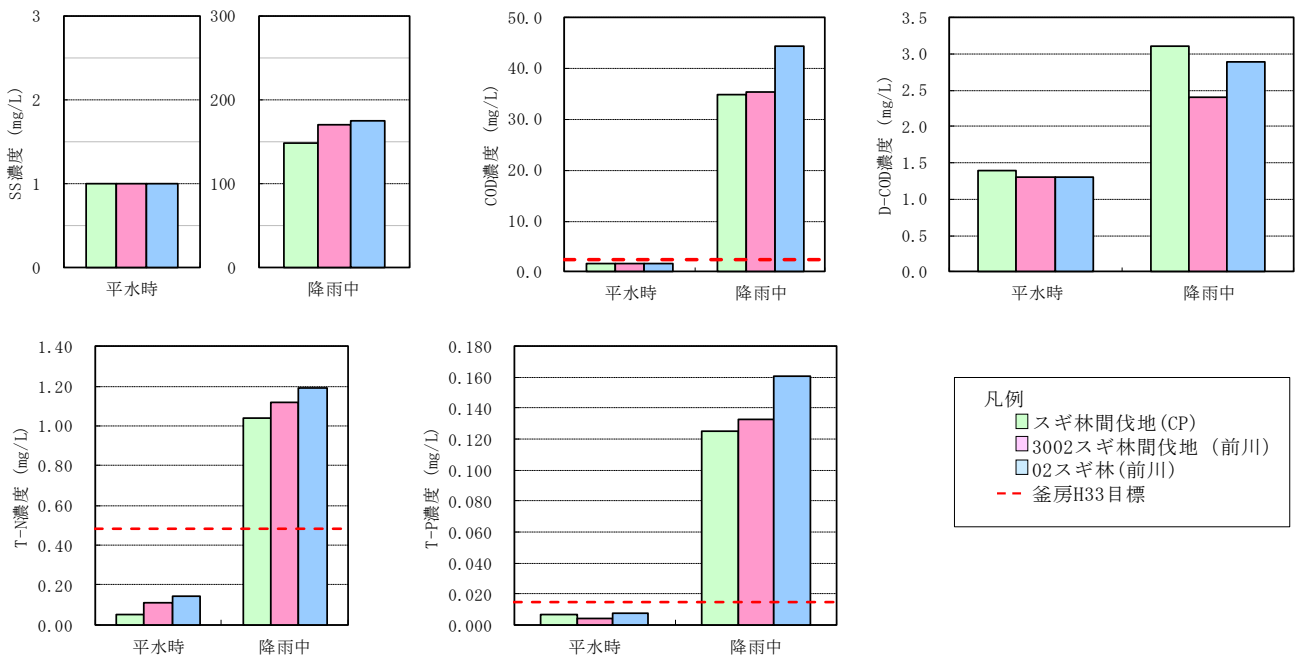 SS濃度 (mg/L)
3
2
1
0
平水時
300
200
100
0
降雨中
COD濃度 (mg/L)
50.0
40.0
30.0
20.0
10.0
0.0
平水時
降雨中
D-COD濃度 (mg/L)
3.5
3.0
2.5
2.0
1.5
1.0
0.5
0.0
平水時
降雨中
T-N濃度 (mg/L)
1.40
1.20
1.00
0.80
0.60
0.40
0.20
0.00
平水時
降雨中
T-P濃度 (mg/L)
0.180
0.160
0.140
0.120
0.100
0.080
0.060
0.040
0.020
0.000
平水時
降雨中
凡例
スギ林間伐地(CP)
3002スギ林間伐地 (前川)
02スギ林(前川)
釜房H33目標